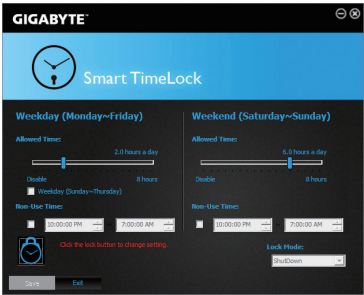 GIGABYTE™
Smart TimeLock
Weekday (Monday~Friday)
Allowed Time:
2.0 hours a day
Disable 8 hours
Weekday (Sunday~Thursday)
Non-Use Time:
10:00:00 PM ~ 7:00:00 AM
Click the lock button to change setting.
Weekend (Saturday~Sunday)
Allowed Time:
6.0 hours a day
Disable 8 hours
Non-Use Time:
10:00:00 PM ~ 7:00:00 AM
Lock Mode:
ShutDown
Save Exit